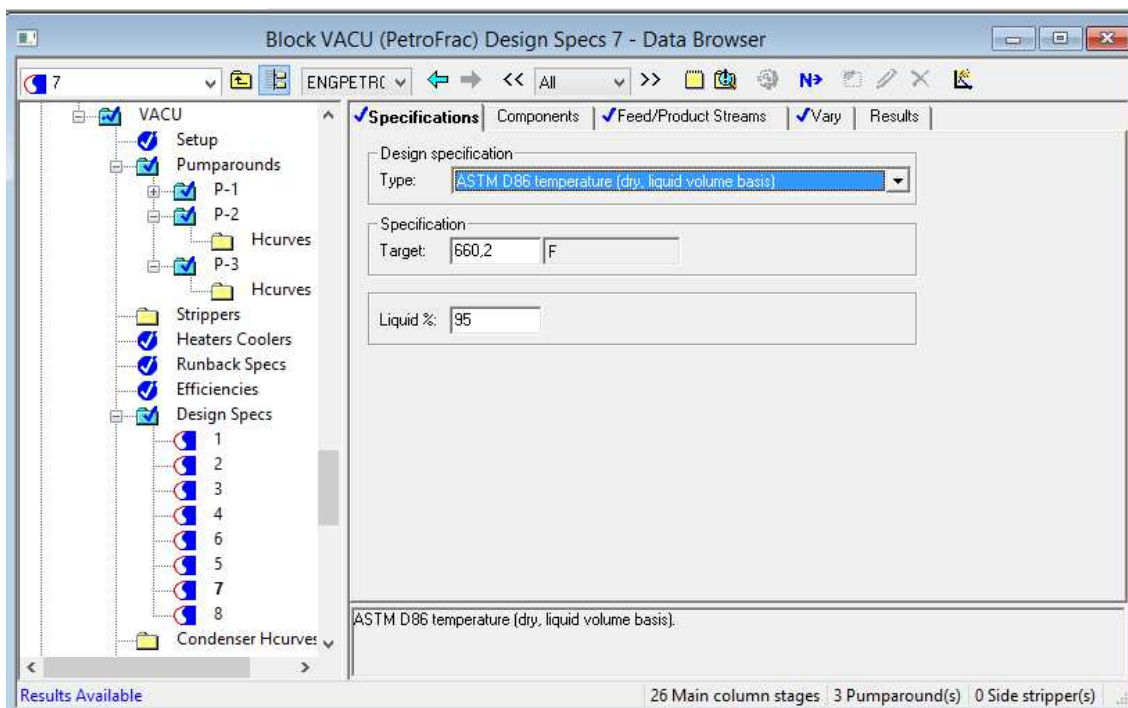 Block VACU (PetroFrac) Design Specs 7 - Data Browser
7 ENGPETR( << All >> N>
VACU
Setup
Pumparounds
P-1
P-2
Hcurves
P-3
Hcurves
Strippers
Heaters Coolers
Runback Specs
Efficiencies
Design Specs
1
2
3
4
6
5
7
8
Condenser Hcurves
Specifications Components Feed/Product Streams Vary Results
Design specification
Type: ASTM D86 temperature (dry, liquid volume basis)
Specification
Target: 660,2 F
Liquid %: 95
ASTM D86 temperature (dry, liquid volume basis).
Results Available 26 Main column stages 3 Pumparound(s) 0 Side stripper(s)